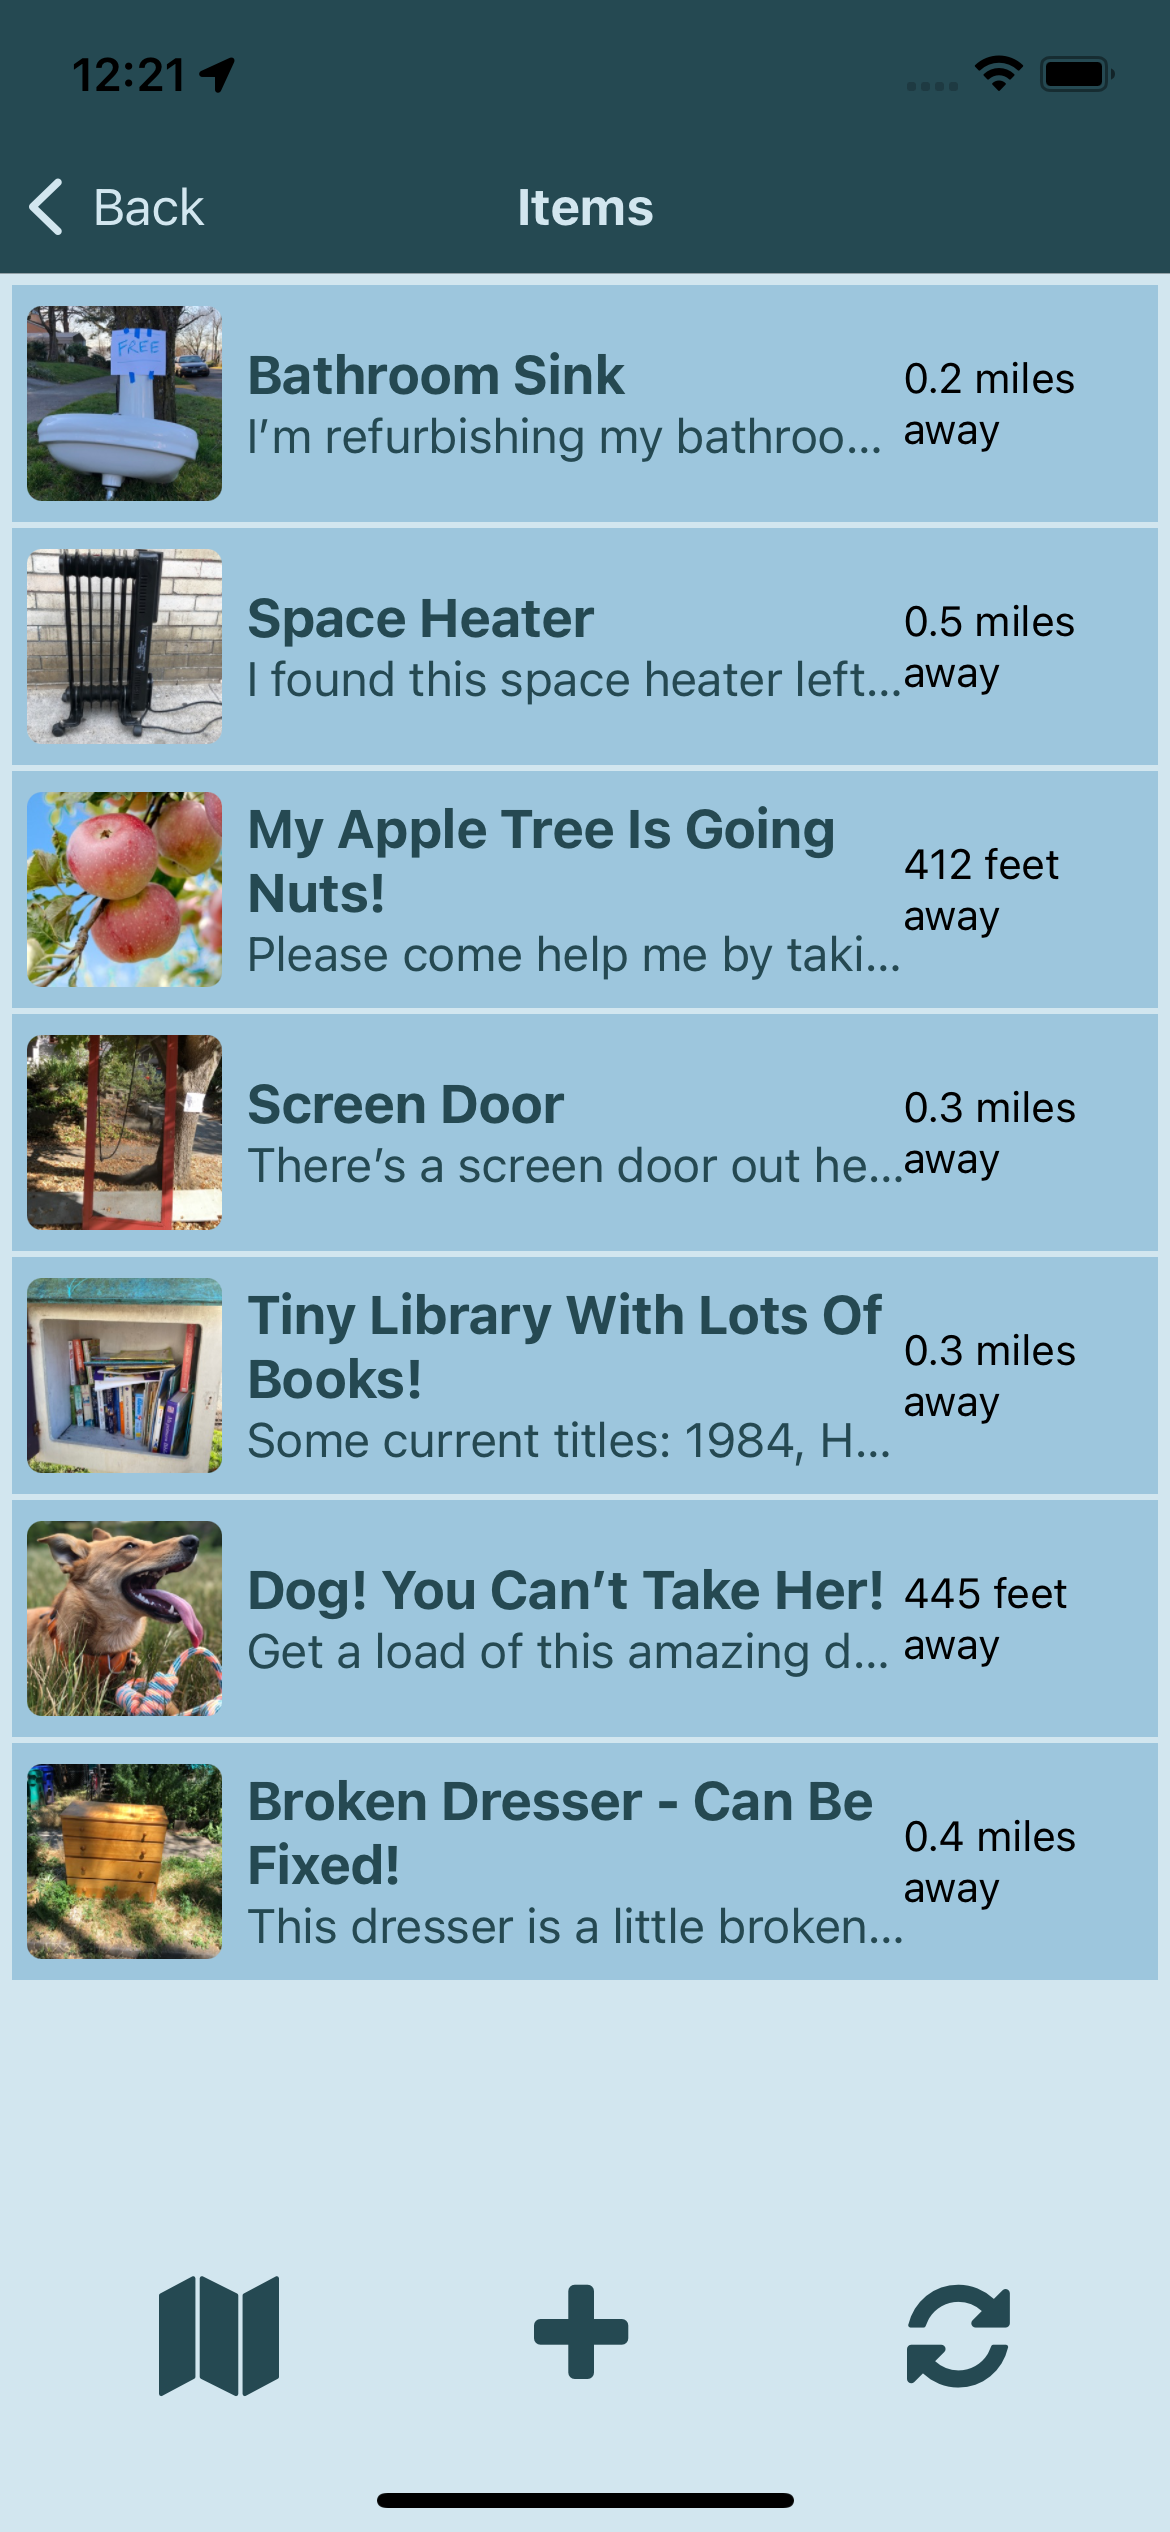 12:21
Back
Items
FREE
Bathroom Sink
I’m refurbishing my bathroo...
0.2 miles
away
Space Heater
I found this space heater left...
0.5 miles
away
My Apple Tree Is Going
Nuts!
Please come help me by taki...
412 feet
away
Screen Door
There’s a screen door out he...
0.3 miles
away
Tiny Library With Lots Of
Books!
Some current titles: 1984, H...
0.3 miles
away
Dog! You Can’t Take Her!
Get a load of this amazing d...
445 feet
away
Broken Dresser - Can Be
Fixed!
This dresser is a little broken...
0.4 miles
away